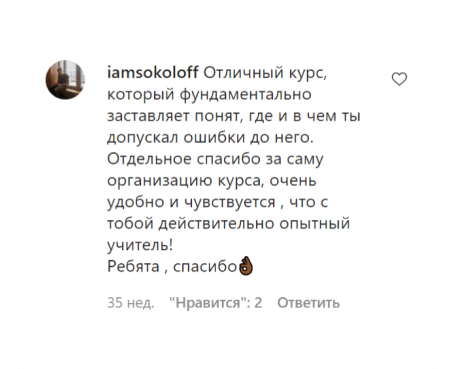 iamsokoloff Отличный курс,
который фундаментально
заставляет понят, где и в чем ты
допускал ошибки до него.
Отдельное спасибо за саму
организацию курса, очень
удобно и чувствуется , что с
тобой действительно опытный
учитель!
Ребята , спасибо👌🏿
35 нед. "Нравится": 2 Ответить